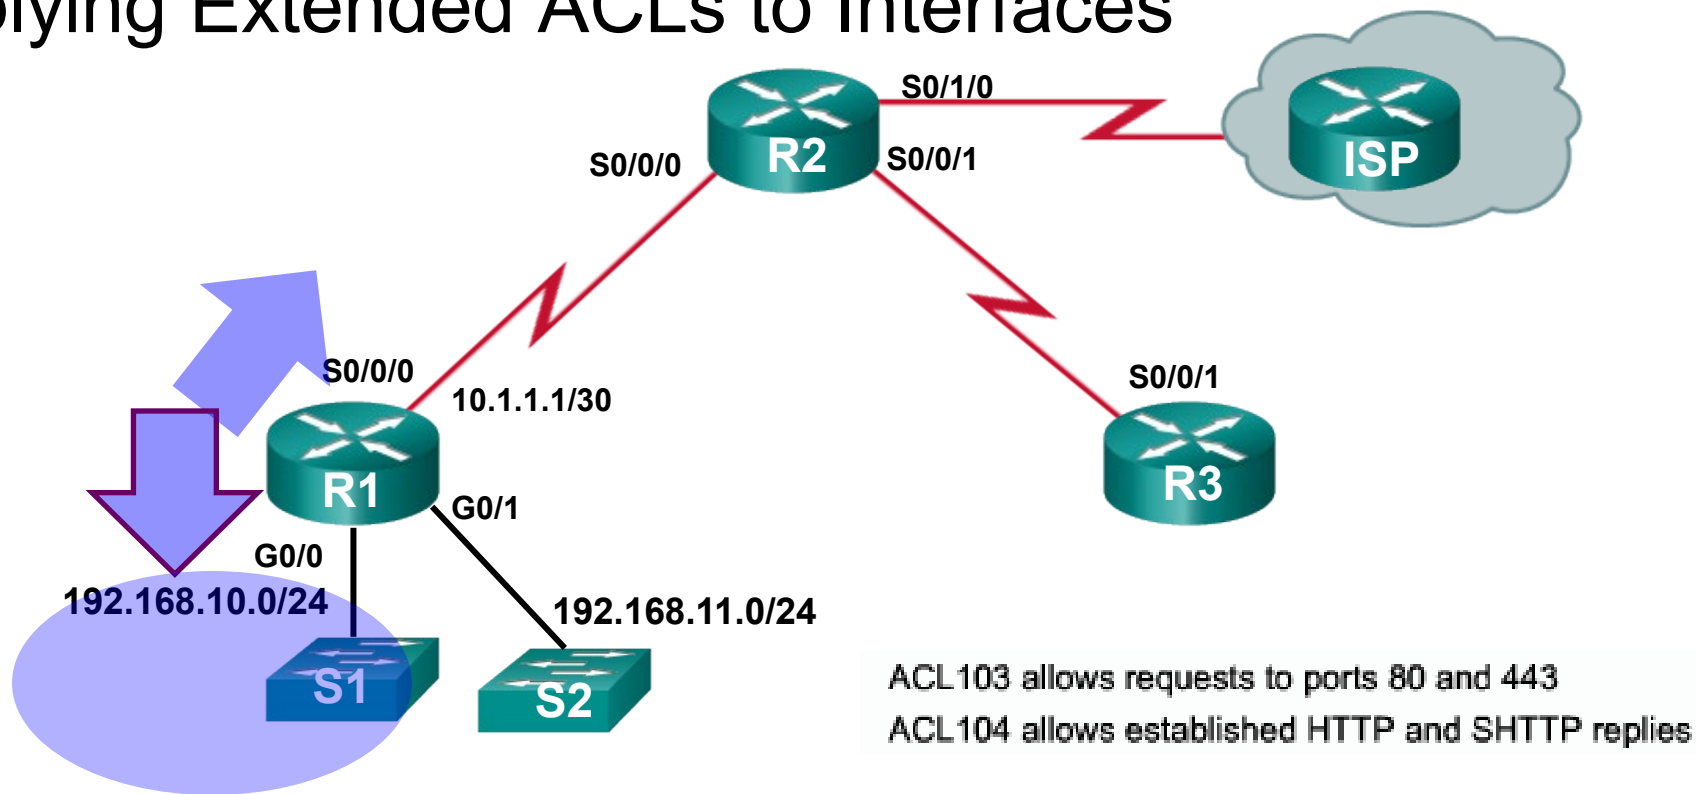 plying Extended ACLs to Interfaces
S0/1/0
R2
ISP
S0/0/0
S0/0/1
S0/0/0
10.1.1.1/30
S0/0/1
R1
R3
G0/1
G0/0
192.168.10.0/24
192.168.11.0/24
S1
S2
ACL103 allows requests to ports 80 and 443
ACL104 allows established HTTP and SHTTP replies